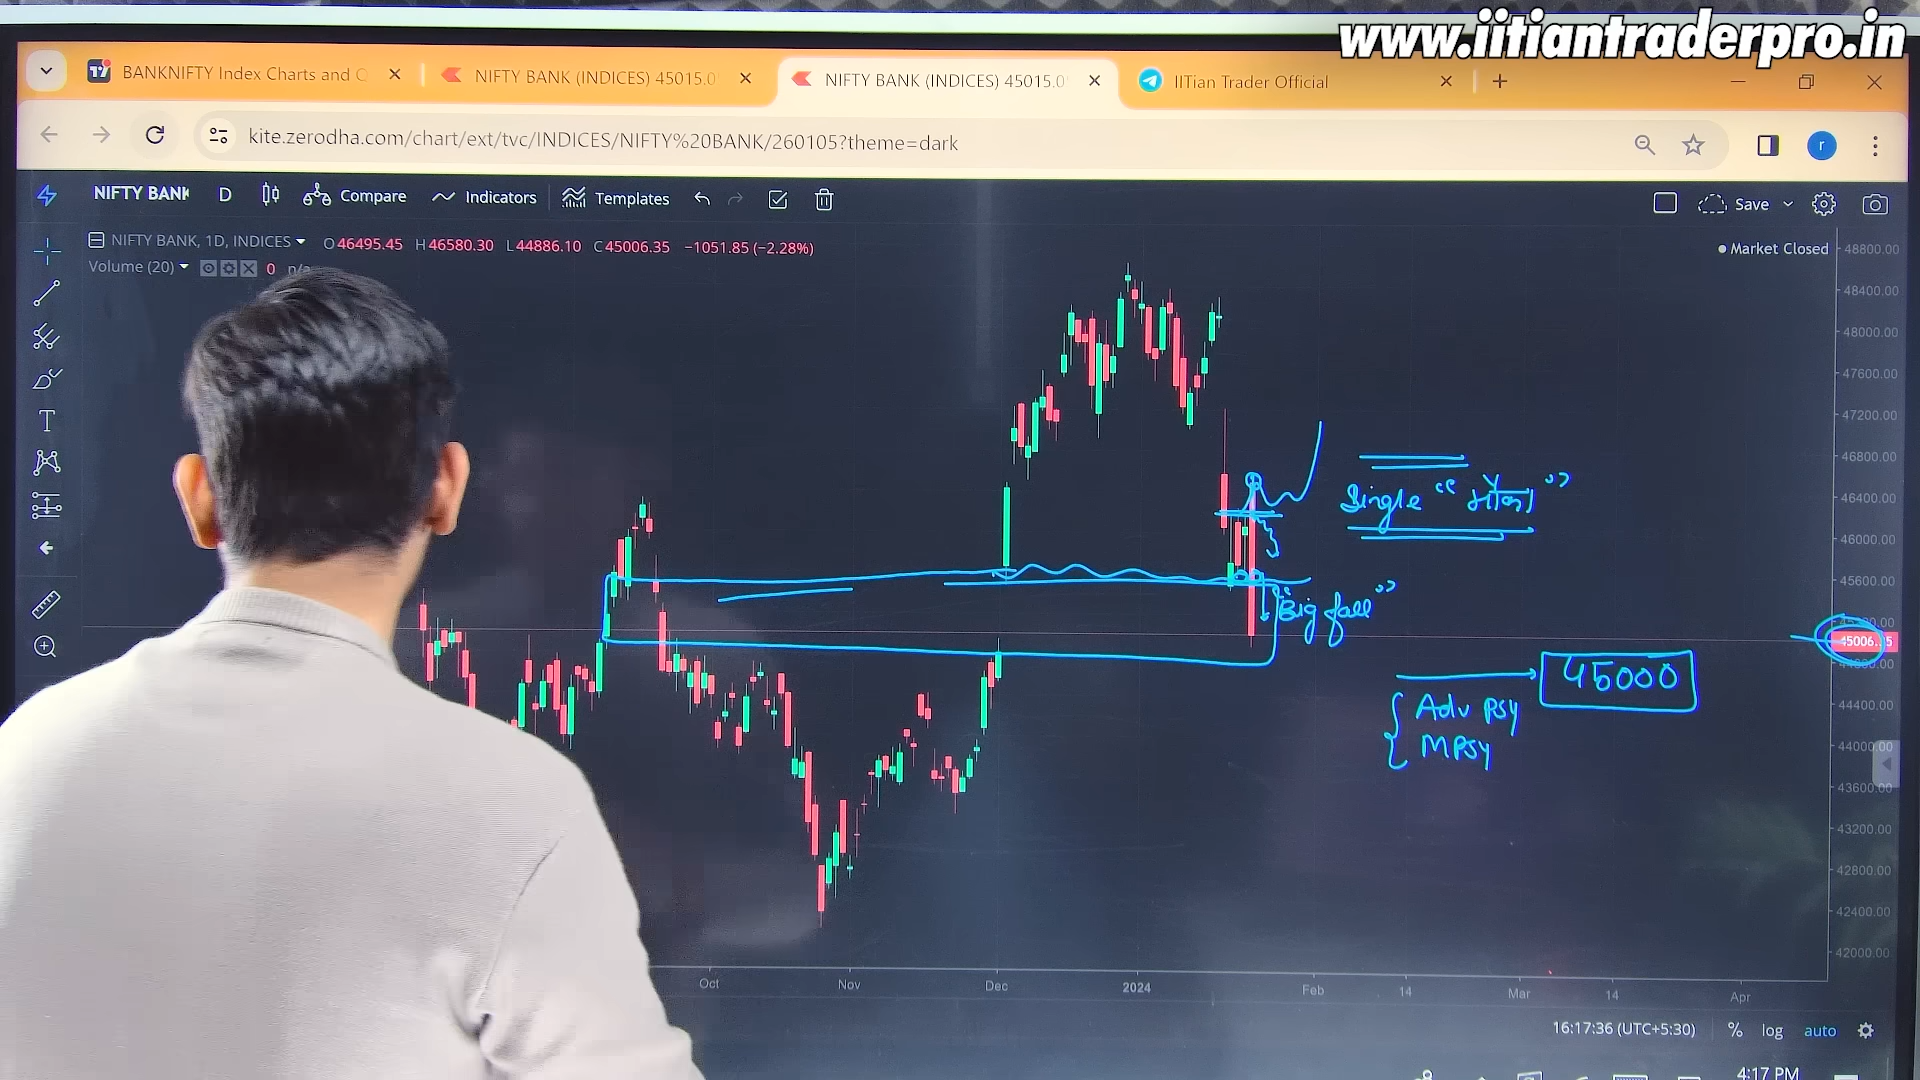 www.iitiantraderpro.in
BANKNIFTY Index Charts and Q
NIFTY BANK (INDICES) 45015.0
NIFTY BANK (INDICES) 45015.0
IITian Trader Official
kite.zerodha.com/chart/ext/tvc/INDICES/NIFTY%20BANK/260105?theme=dark
r
NIFTY BANK D Compare Indicators Templates Save
NIFTY BANK, 1D, INDICES O46495.45 H46580.30 L44886.10 C45006.35 −1051.85 (−2.28%)
Market Closed
Volume (20) 0 n/a
48800.00
48400.00
48000.00
47600.00
47200.00
46800.00
46400.00
Single
46000.00
45600.00
"Big fall"
45006.35
45000
44400.00
Adv Psy
MPsy
44000.00
43600.00
43200.00
42800.00
42400.00
42000.00
Oct Nov Dec 2024 Feb 14 Mar 14 Apr
16:17:36 (UTC+5:30) % log auto
4:17 PM